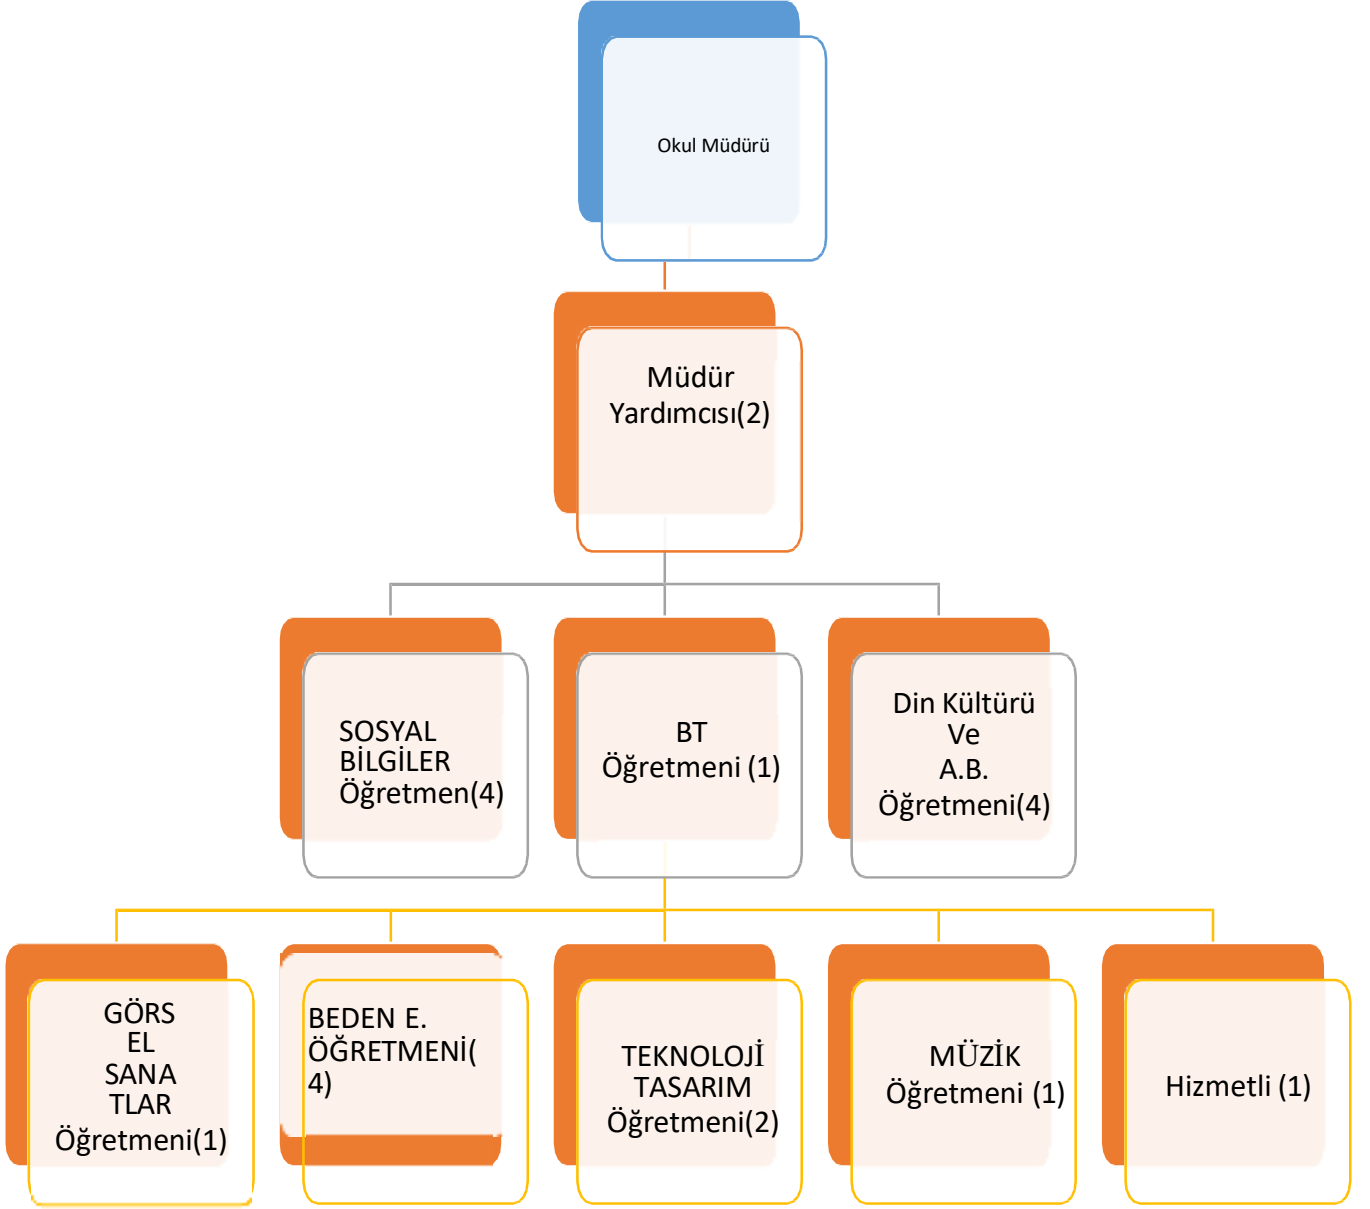 Okul Müdürü
Müdür
Yardımcısı(2)
SOSYAL
BİLGİLER
Öğretmen(4)
BT
Öğretmeni (1)
Din Kültürü
Ve
A.B.
Öğretmeni(4)
GÖRS
EL
SANA
TLAR
Öğretmeni(1)
BEDEN E.
ÖĞRETMENİ(
4)
TEKNOLOJİ
TASARIM
Öğretmeni(2)
MÜZİK
Öğretmeni (1)
Hizmetli (1)